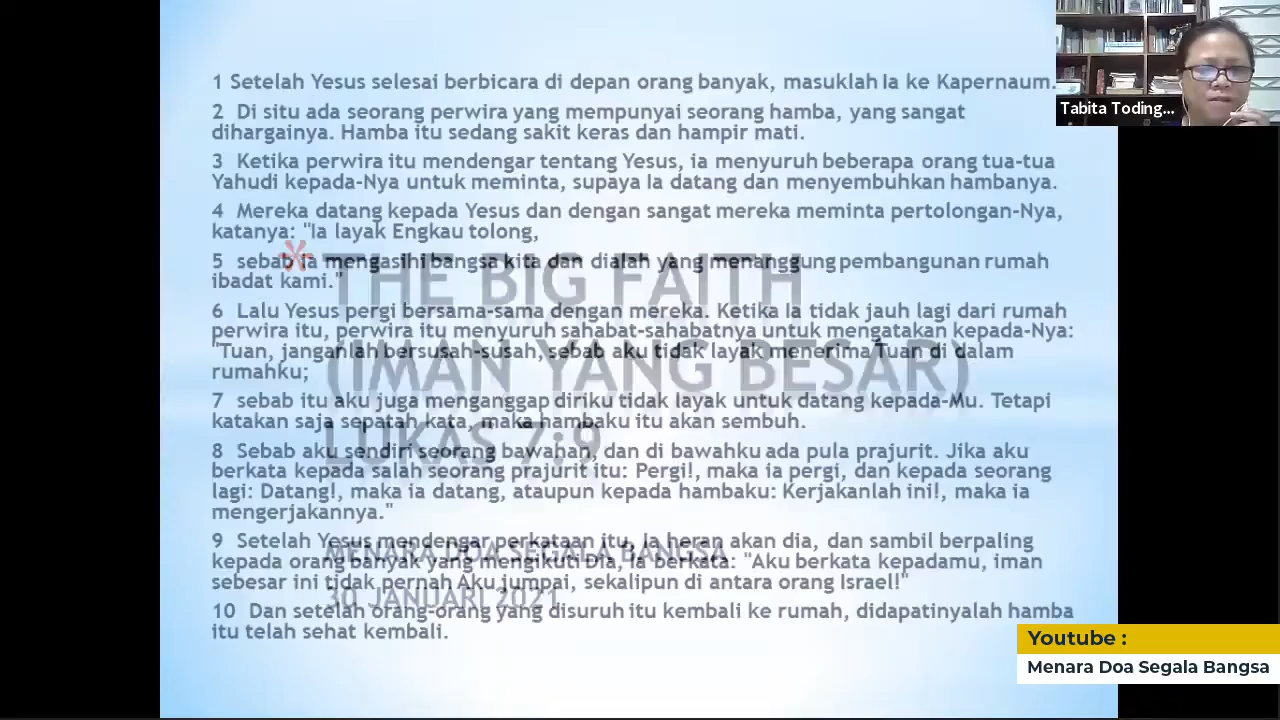 1 Setelah Yesus selesai berbicara di depan orang banyak, masuklah Ia ke Kapernaum.
2 Di situ ada seorang perwira yang mempunyai seorang hamba, yang sangat
dihargainya. Hamba itu sedang sakit keras dan hampir mati.
3 Ketika perwira itu mendengar tentang Yesus, ia menyuruh beberapa orang tua-tua
Yahudi kepada-Nya untuk meminta, supaya Ia datang dan menyembuhkan hambanya.
4 Mereka datang kepada Yesus dan dengan sangat mereka meminta pertolongan-Nya,
katanya: "Ia layak Engkau tolong,
5 sebab ia mengasihi bangsa kita dan dialah yang menanggung pembangunan rumah
ibadat kami."
6 Lalu Yesus pergi bersama-sama dengan mereka. Ketika Ia tidak jauh lagi dari rumah
perwira itu, perwira itu menyuruh sahabat-sahabatnya untuk mengatakan kepada-Nya:
"Tuan, janganlah bersusah-susah, sebab aku tidak layak menerima Tuan di dalam
rumahku;
7 sebab itu aku juga menganggap diriku tidak layak untuk datang kepada-Mu. Tetapi
katakan saja sepatah kata, maka hambaku itu akan sembuh.
8 Sebab aku sendiri seorang bawahan, dan di bawahku ada pula prajurit. Jika aku
berkata kepada salah seorang prajurit itu: Pergi!, maka ia pergi, dan kepada seorang
lagi: Datang!, maka ia datang, ataupun kepada hambaku: Kerjakanlah ini!, maka ia
mengerjakannya."
9 Setelah Yesus mendengar perkataan itu, Ia heran akan dia, dan sambil berpaling
kepada orang banyak yang mengikuti Dia, Ia berkata: "Aku berkata kepadamu, iman
sebesar ini tidak pernah Aku jumpai, sekalipun di antara orang Israel!"
10 Dan setelah orang-orang yang disuruh itu kembali ke rumah, didapatinyalah hamba
itu telah sehat kembali.
THE BIG FAITH
(IMAN YANG BESAR)
LUKAS 7:9
MENARA DOA SEGALA BANGSA
30 JANUARI 2021
Tabita Toding...
Youtube :
Menara Doa Segala Bangsa